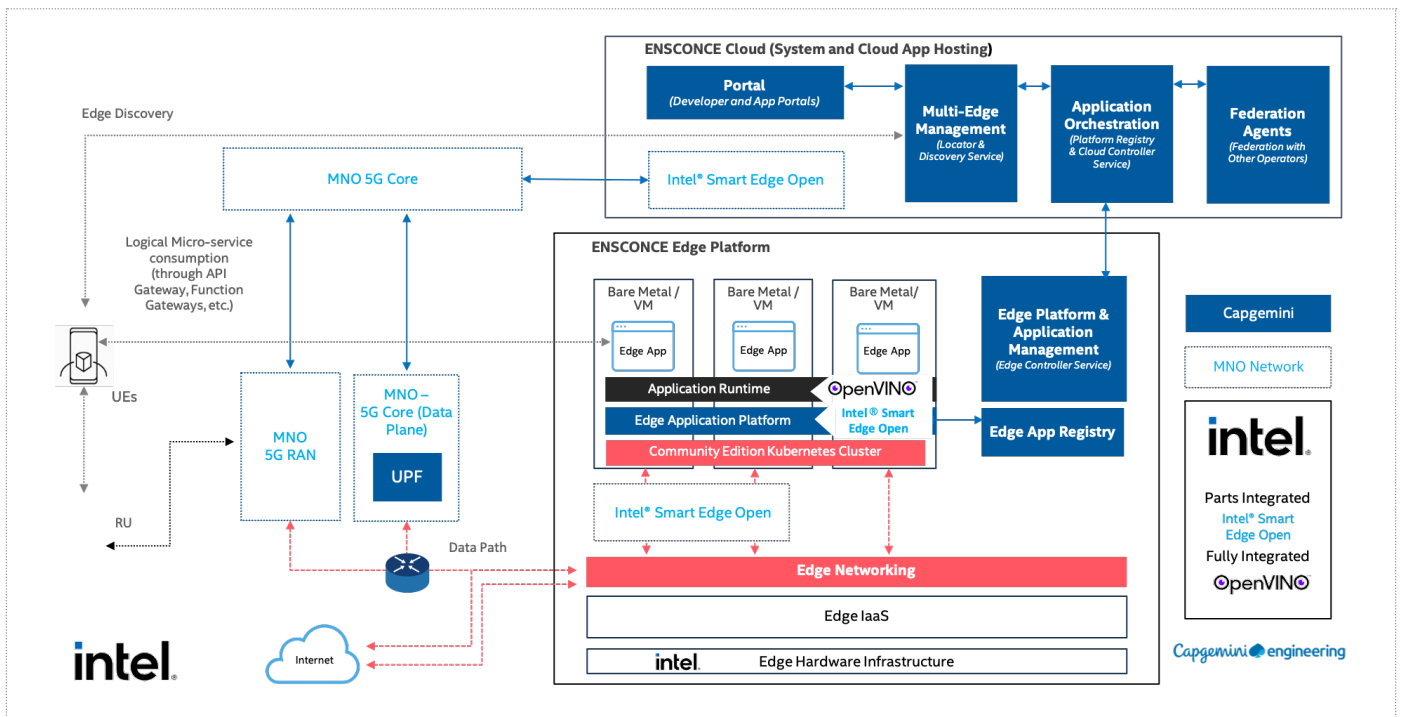 ENSCONCE Cloud (System and Cloud App Hosting)
Portal
(Developer and App Portals)
Multi-Edge
Management
(Locator &
Discovery Service)
Application
Orchestration
(Platform Registry
& Cloud Controller
Service)
Federation
Agents
(Federation with
Other Operators)
Edge Discovery
MNO 5G Core
Intel® Smart Edge Open
Logical Micro-service
consumption
(through API
Gateway, Function
Gateways, etc.)
UEs
RU
MNO
5G RAN
MNO –
5G Core (Data
Plane)
UPF
Data Path
Internet
intel®
ENSCONCE Edge Platform
Bare Metal /
VM
Edge App
Bare Metal /
VM
Edge App
Bare Metal/
VM
Edge App
Application Runtime
OpenVINO™
Edge Application Platform
Intel® Smart
Edge Open
Community Edition Kubernetes Cluster
Intel® Smart Edge Open
Edge Networking
Edge IaaS
intel® Edge Hardware Infrastructure
Edge Platform &
Application
Management
(Edge Controller Service)
Edge App Registry
Capgemini
MNO Network
intel®
Parts Integrated
Intel® Smart
Edge Open
Fully Integrated
OpenVINO™
Capgemini engineering